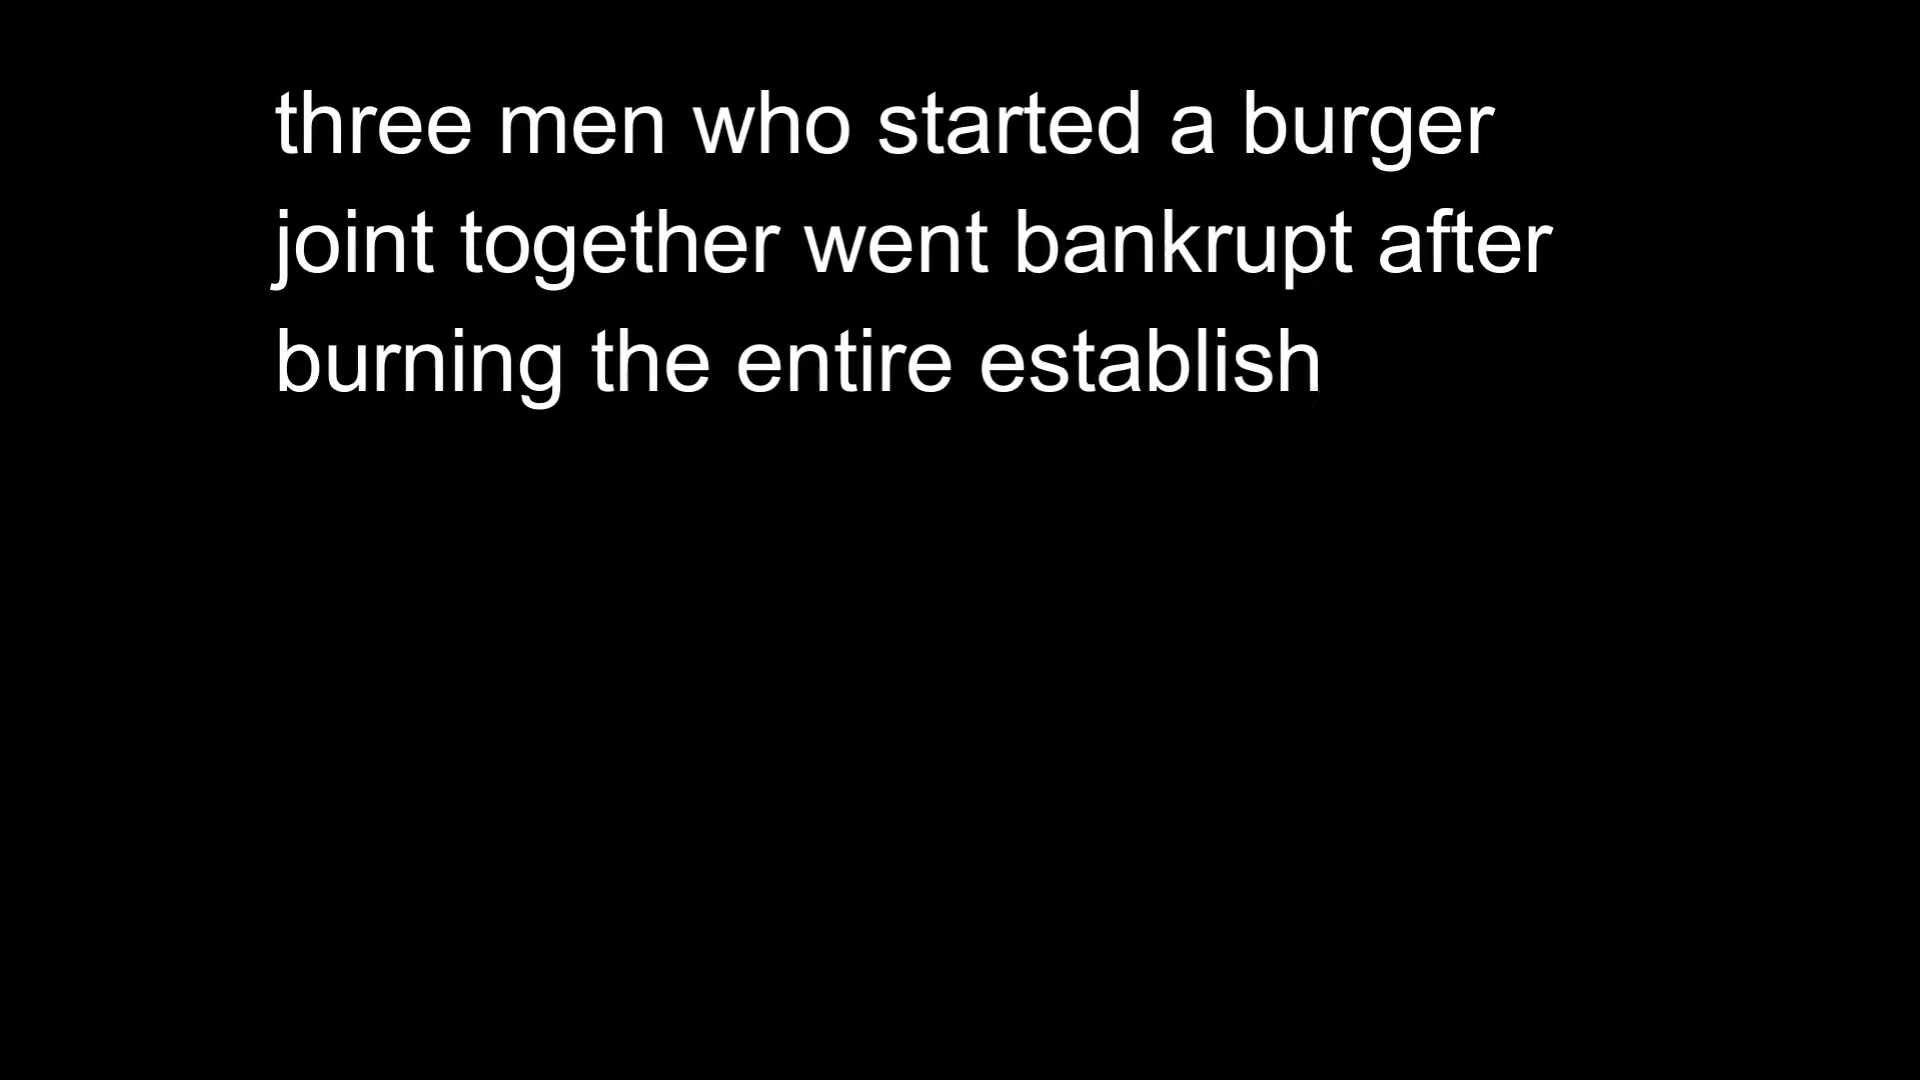 three men who started a burger
joint together went bankrupt after
burning the entire establish